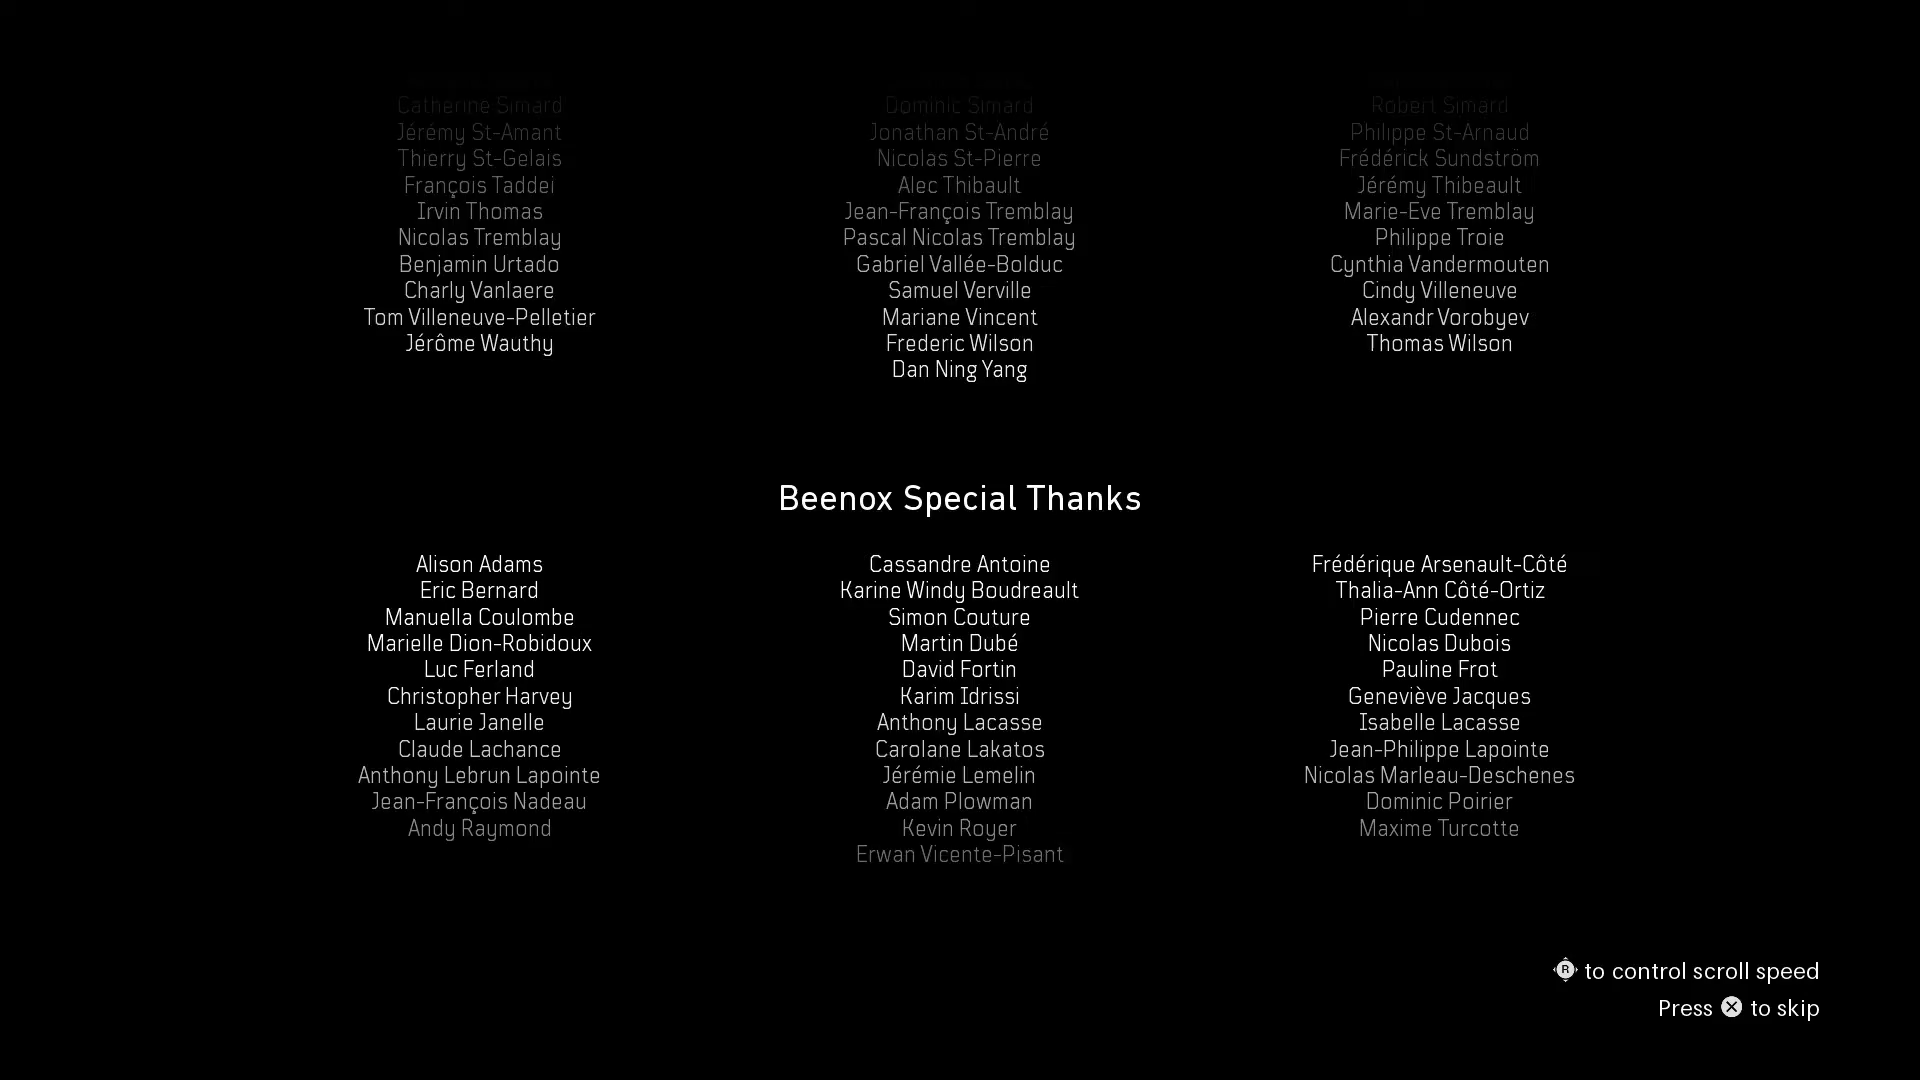 Catherine Simard Dominic Simard Robert Simard
Jérémy St-Amant Jonathan St-André Philippe St-Arnaud
Thierry St-Gelais Nicolas St-Pierre Frédérick Sundström
François Taddei Alec Thibault Jérémy Thibeault
Irvin Thomas Jean-François Tremblay Marie-Eve Tremblay
Nicolas Tremblay Pascal Nicolas Tremblay Philippe Troie
Benjamin Urtado Gabriel Vallée-Bolduc Cynthia Vandermouten
Charly Vanlaere Samuel Verville Cindy Villeneuve
Tom Villeneuve-Pelletier Mariane Vincent Alexandr Vorobyev
Jérôme Wauthy Frederic Wilson Thomas Wilson
Dan Ning Yang
Beenox Special Thanks
Alison Adams Cassandre Antoine Frédérique Arsenault-Côté
Eric Bernard Karine Windy Boudreault Thalia-Ann Côté-Ortiz
Manuella Coulombe Simon Couture Pierre Cudennec
Marielle Dion-Robidoux Martin Dubé Nicolas Dubois
Luc Ferland David Fortin Pauline Frot
Christopher Harvey Karim Idrissi Geneviève Jacques
Laurie Janelle Anthony Lacasse Isabelle Lacasse
Claude Lachance Carolane Lakatos Jean-Philippe Lapointe
Anthony Lebrun Lapointe Jérémie Lemelin Nicolas Marleau-Deschenes
Jean-François Nadeau Adam Plowman Dominic Poirier
Andy Raymond Kevin Royer Maxime Turcotte
Erwan Vicente-Pisant
R to control scroll speed
Press ⓧ to skip